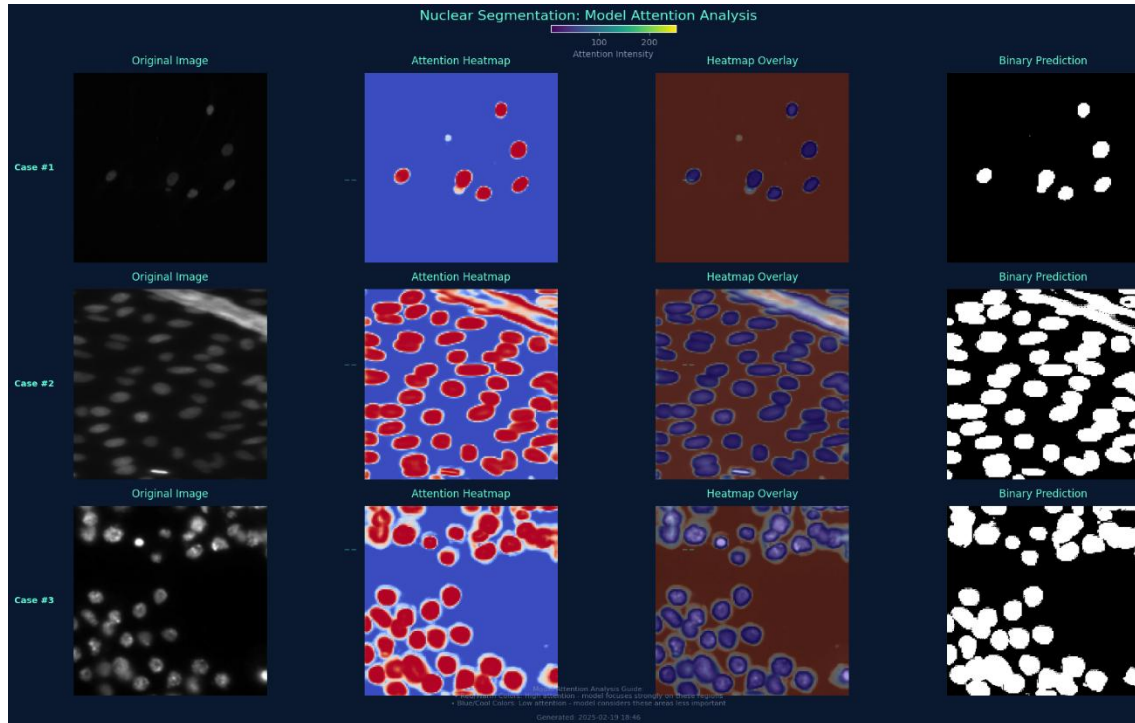 Nuclear Segmentation: Model Attention Analysis
100 200
Attention Intensity
Original Image Attention Heatmap Heatmap Overlay Binary Prediction
Case #1
Original Image Attention Heatmap Heatmap Overlay Binary Prediction
Case #2
Original Image Attention Heatmap Heatmap Overlay Binary Prediction
Case #3
Attention Analysis Guide
Colors: High attention - model focuses strongly on these regions
• Blue/Cool Colors: Low attention - model considers these areas less important
Generated: 2025-02-19 18:46